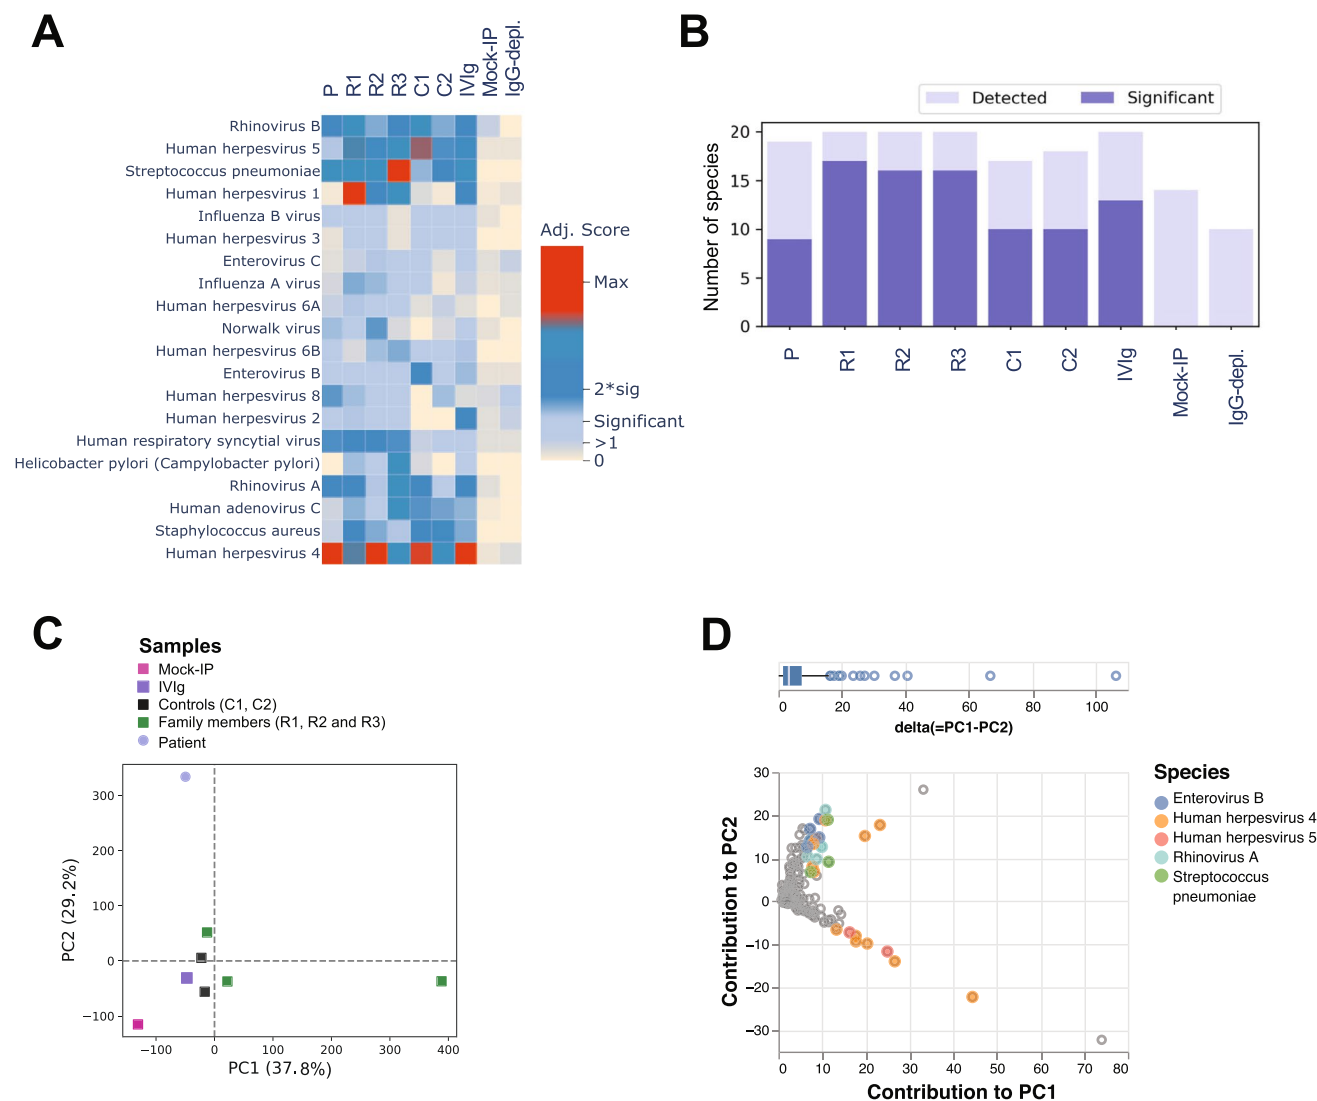 A
P
R1
R2
R3
C1
C2
IVIg
Mock-IP
IgG-depl.
Rhinovirus B
Human herpesvirus 5
Streptococcus pneumoniae
Human herpesvirus 1
Influenza B virus
Human herpesvirus 3
Enterovirus C
Influenza A virus
Human herpesvirus 6A
Norwalk virus
Human herpesvirus 6B
Enterovirus B
Human herpesvirus 8
Human herpesvirus 2
Human respiratory syncytial virus
Helicobacter pylori (Campylobacter pylori)
Rhinovirus A
Human adenovirus C
Staphylococcus aureus
Human herpesvirus 4
Adj. Score
Max
2*sig
Significant
>1
0
B
Detected
Significant
Number of species
20
15
10
5
0
P
R1
R2
R3
C1
C2
IVIg
Mock-IP
IgG-depl.
C
Samples
Mock-IP
IVIg
Controls (C1, C2)
Family members (R1, R2 and R3)
Patient
PC2 (29.2%)
300
200
100
0
−100
−100
0
100
200
300
400
PC1 (37.8%)
D
0
20
40
60
80
100
delta(=PC1-PC2)
Contribution to PC2
30
20
10
0
−10
−20
−30
0
10
20
30
40
50
60
70
80
Contribution to PC1
Species
Enterovirus B
Human herpesvirus 4
Human herpesvirus 5
Rhinovirus A
Streptococcus
pneumoniae